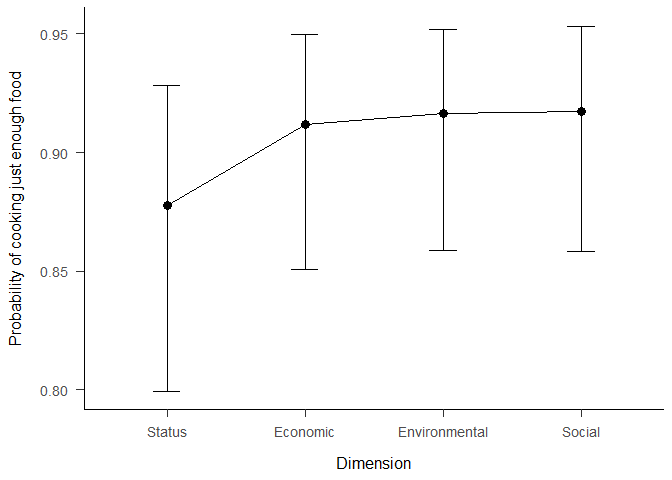 Probability of cooking just enough food
0.95
0.90
0.85
0.80
Status Economic Environmental Social
Dimension